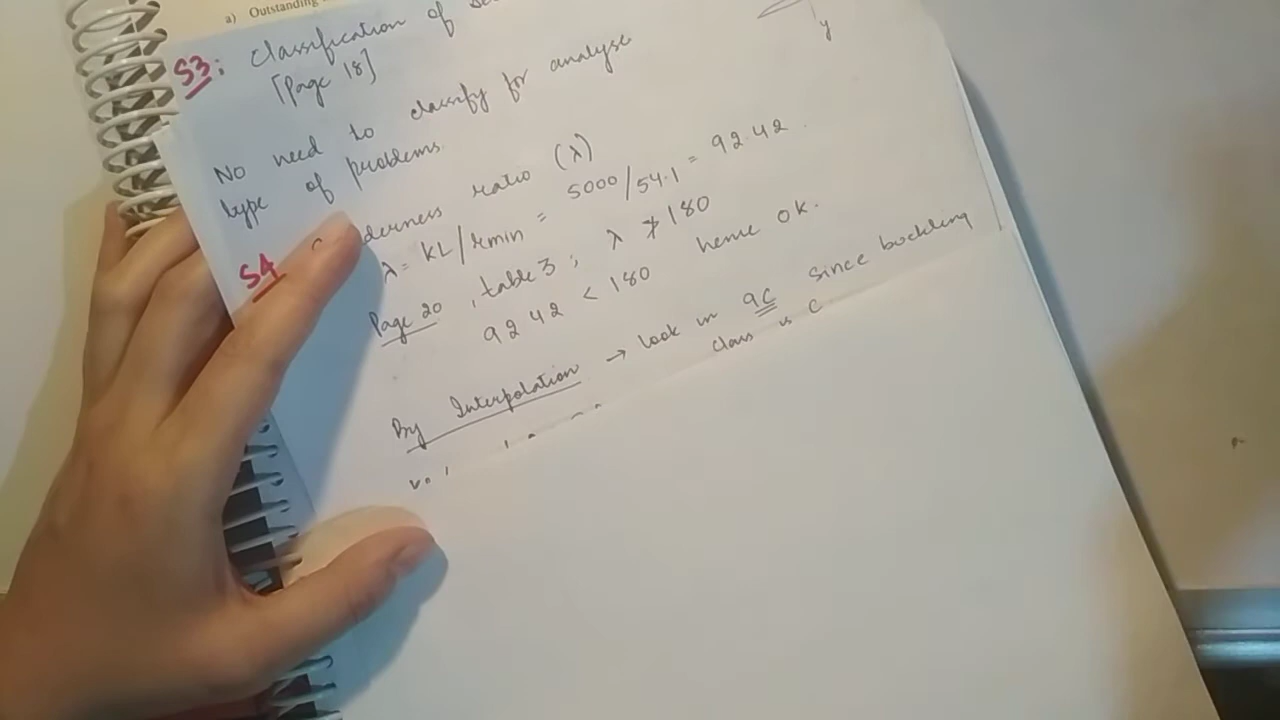 a) Outstanding
S3: Classification of
[Page 18]
No need to classify for analyse
type of problems.
S4 derness ratio (λ)
λ = KL/rmin = 5000/54.1 = 92.42.
Page 20, table 3; λ ≯ 180
92.42 < 180 hence OK.
By Interpolation → look in 9C since buckling
class is C
y